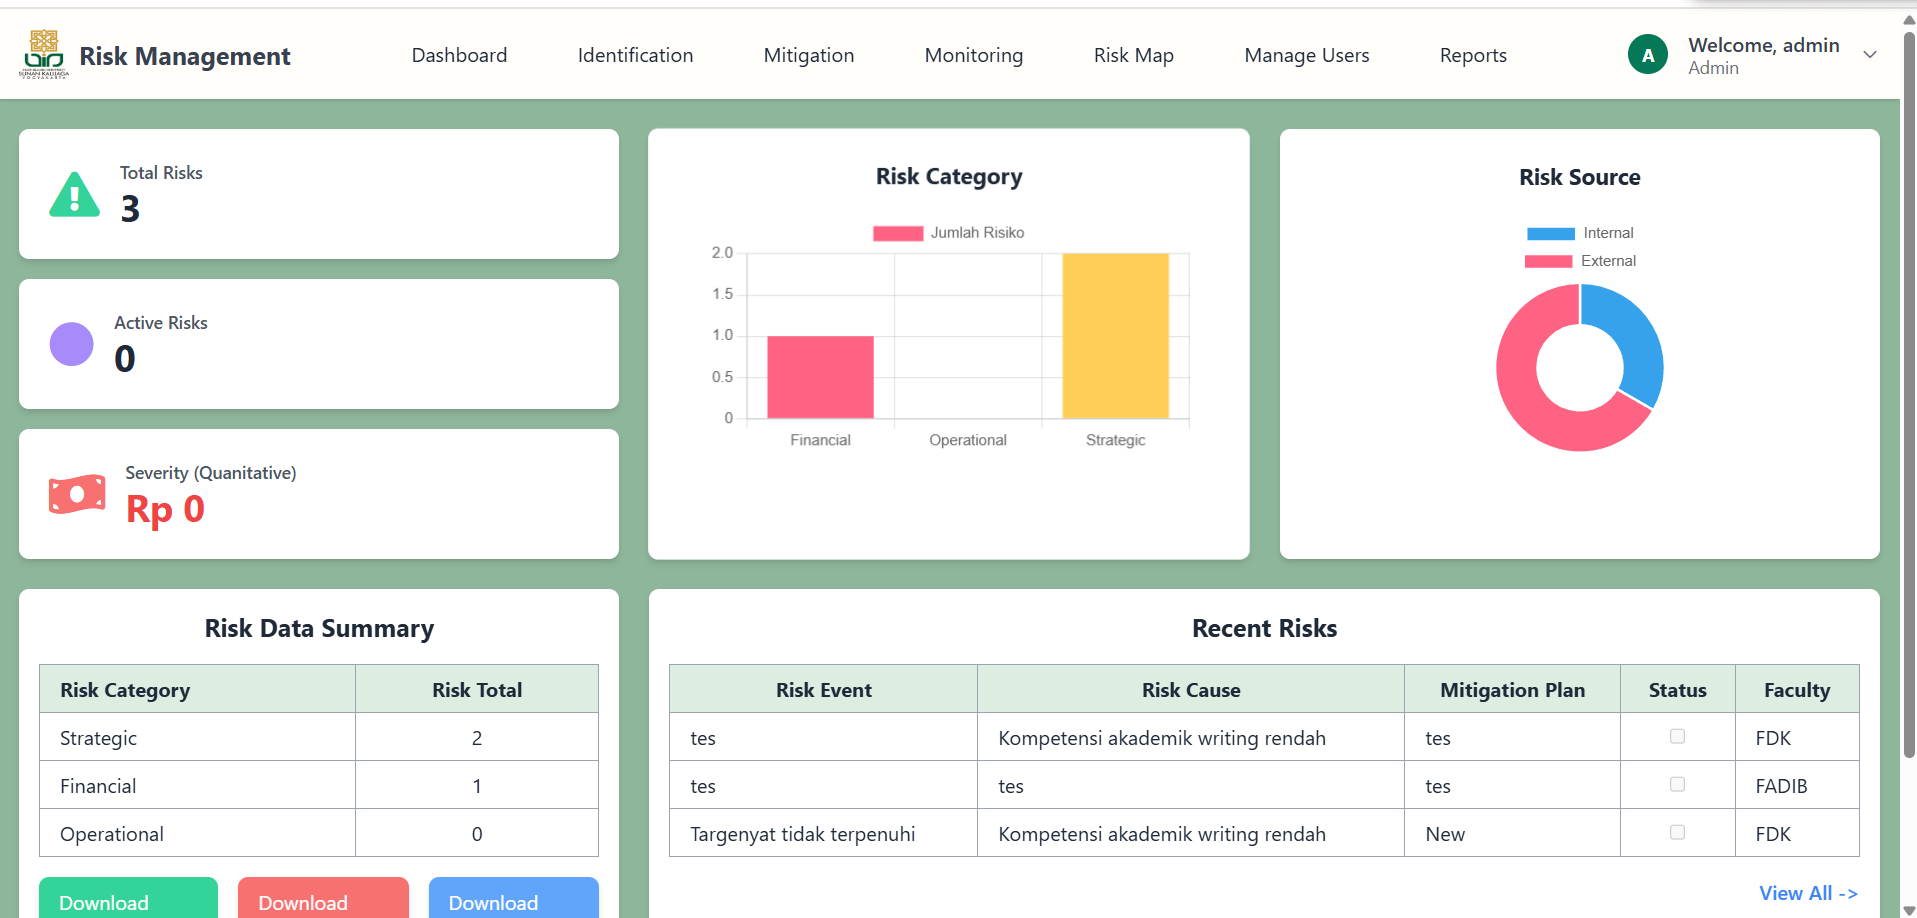 Risk Management
Dashboard
Identification
Mitigation
Monitoring
Risk Map
Manage Users
Reports
A
Welcome, admin
Admin
SUNAN KALIJAGA
YOGYAKARTA
Total Risks
3
Active Risks
0
Severity (Quanitative)
Rp 0
Risk Category
Jumlah Risiko
2.0
1.5
1.0
0.5
0
Financial Operational Strategic
Risk Source
Internal
External
Risk Data Summary
Risk Category Risk Total
Strategic 2
Financial 1
Operational 0
Download Download Download
Recent Risks
Risk Event Risk Cause Mitigation Plan Status Faculty
tes Kompetensi akademik writing rendah tes FDK
tes tes tes FADIB
Targenyat tidak terpenuhi Kompetensi akademik writing rendah New FDK
View All ->